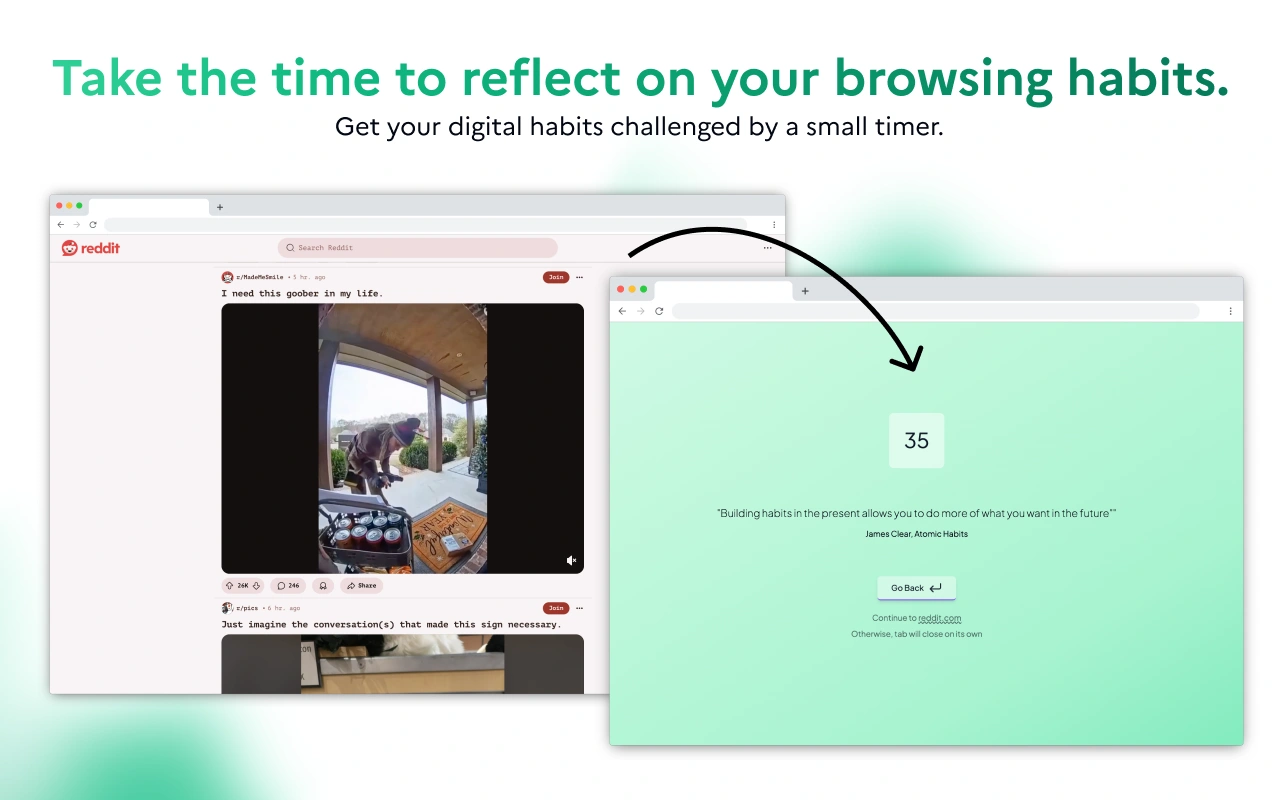 Take the time to reflect on your browsing habits.
Get your digital habits challenged by a small timer.
reddit
Search Reddit
r/MadeMeSmile • 5 hr. ago
Join
I need this goober in my life.
26K
246
Share
r/pics • 6 hr. ago
Join
Just imagine the conversation(s) that made this sign necessary.
35
"Building habits in the present allows you to do more of what you want in the future""
James Clear, Atomic Habits
Go Back
Continue to reddit.com
Otherwise, tab will close on its own